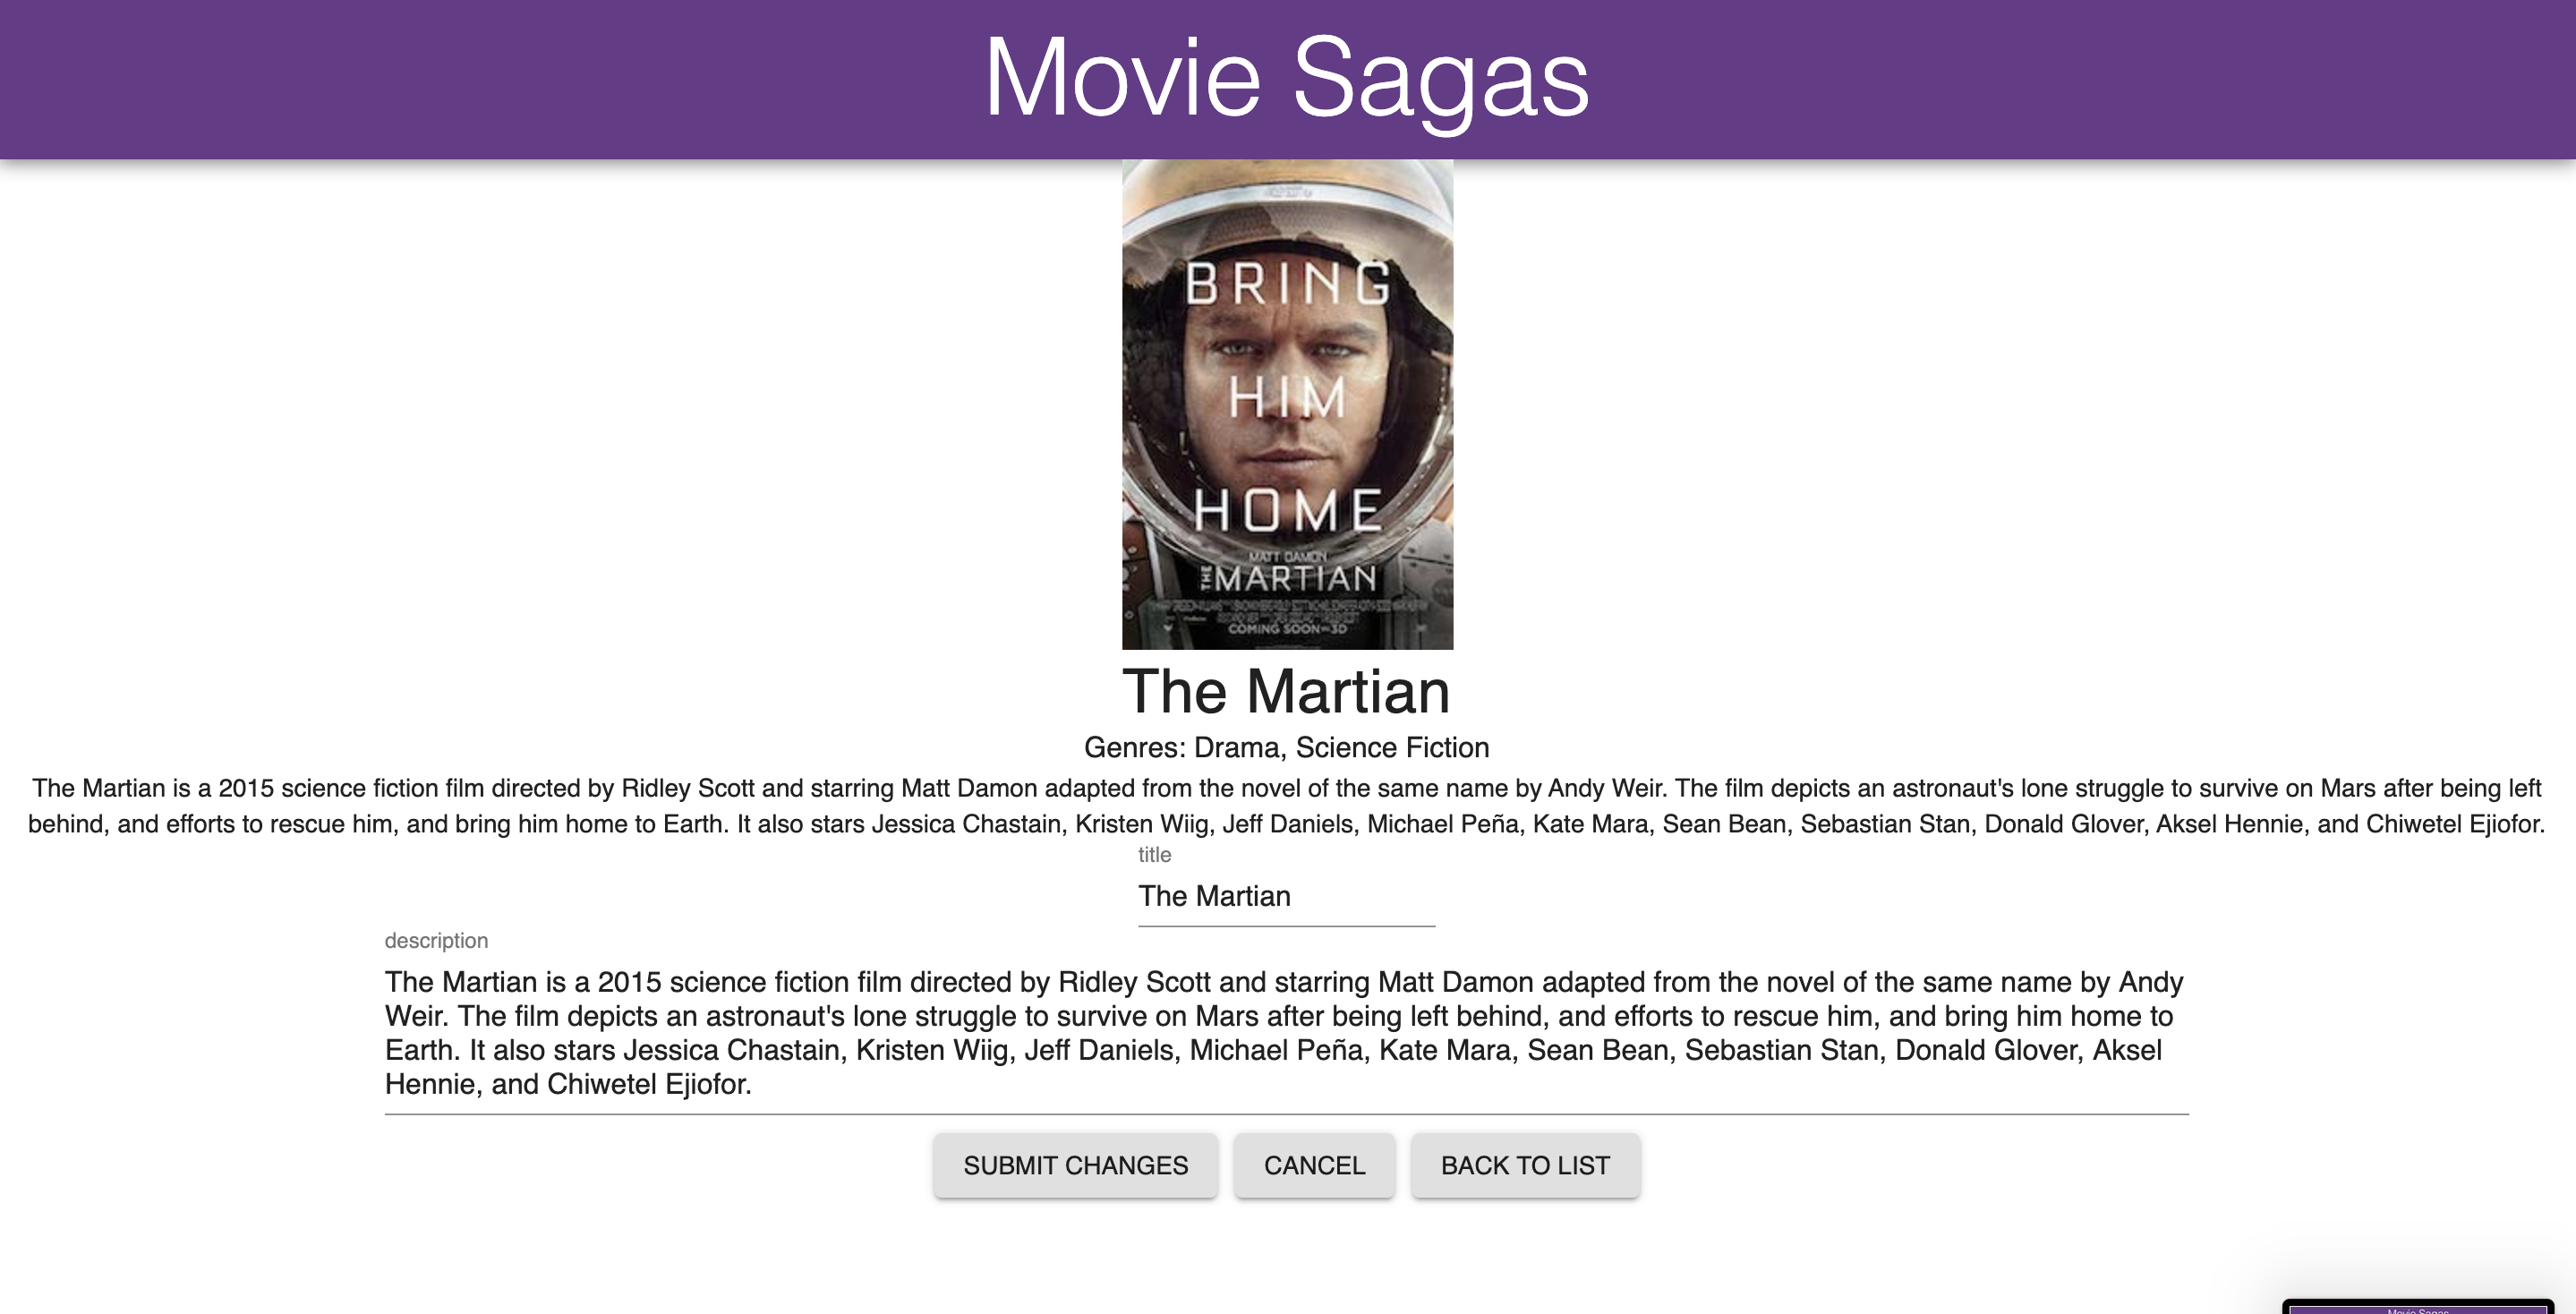 Movie Sagas
BRING
HIM
HOME
MATT DAMON
THE MARTIAN
COMING SOON 3D
The Martian
Genres: Drama, Science Fiction
The Martian is a 2015 science fiction film directed by Ridley Scott and starring Matt Damon adapted from the novel of the same name by Andy Weir. The film depicts an astronaut's lone struggle to survive on Mars after being left
behind, and efforts to rescue him, and bring him home to Earth. It also stars Jessica Chastain, Kristen Wiig, Jeff Daniels, Michael Peña, Kate Mara, Sean Bean, Sebastian Stan, Donald Glover, Aksel Hennie, and Chiwetel Ejiofor.
title
The Martian
description
The Martian is a 2015 science fiction film directed by Ridley Scott and starring Matt Damon adapted from the novel of the same name by Andy
Weir. The film depicts an astronaut's lone struggle to survive on Mars after being left behind, and efforts to rescue him, and bring him home to
Earth. It also stars Jessica Chastain, Kristen Wiig, Jeff Daniels, Michael Peña, Kate Mara, Sean Bean, Sebastian Stan, Donald Glover, Aksel
Hennie, and Chiwetel Ejiofor.
SUBMIT CHANGES
CANCEL
BACK TO LIST
Movie Sagas